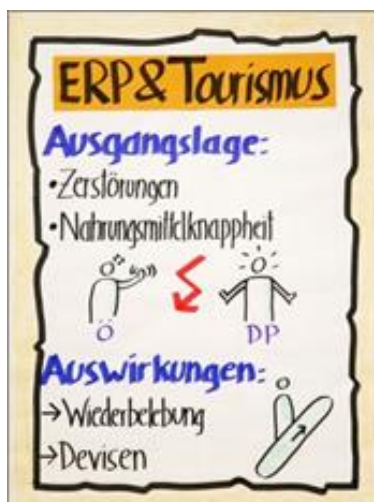 ERP & Tourismus
Ausgangslage:
• Zerstörungen
• Nahrungsmittelknappheit
Ö DP
Auswirkungen:
→ Wiederbelebung
→ Devisen